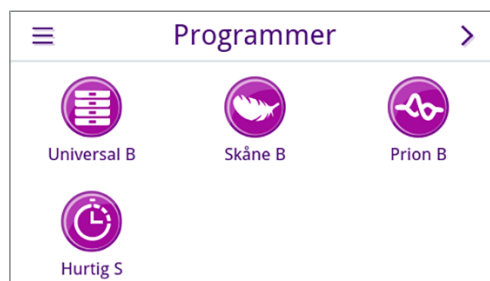 Programmer
Universal B
Skåne B
Prion B
Hurtig S